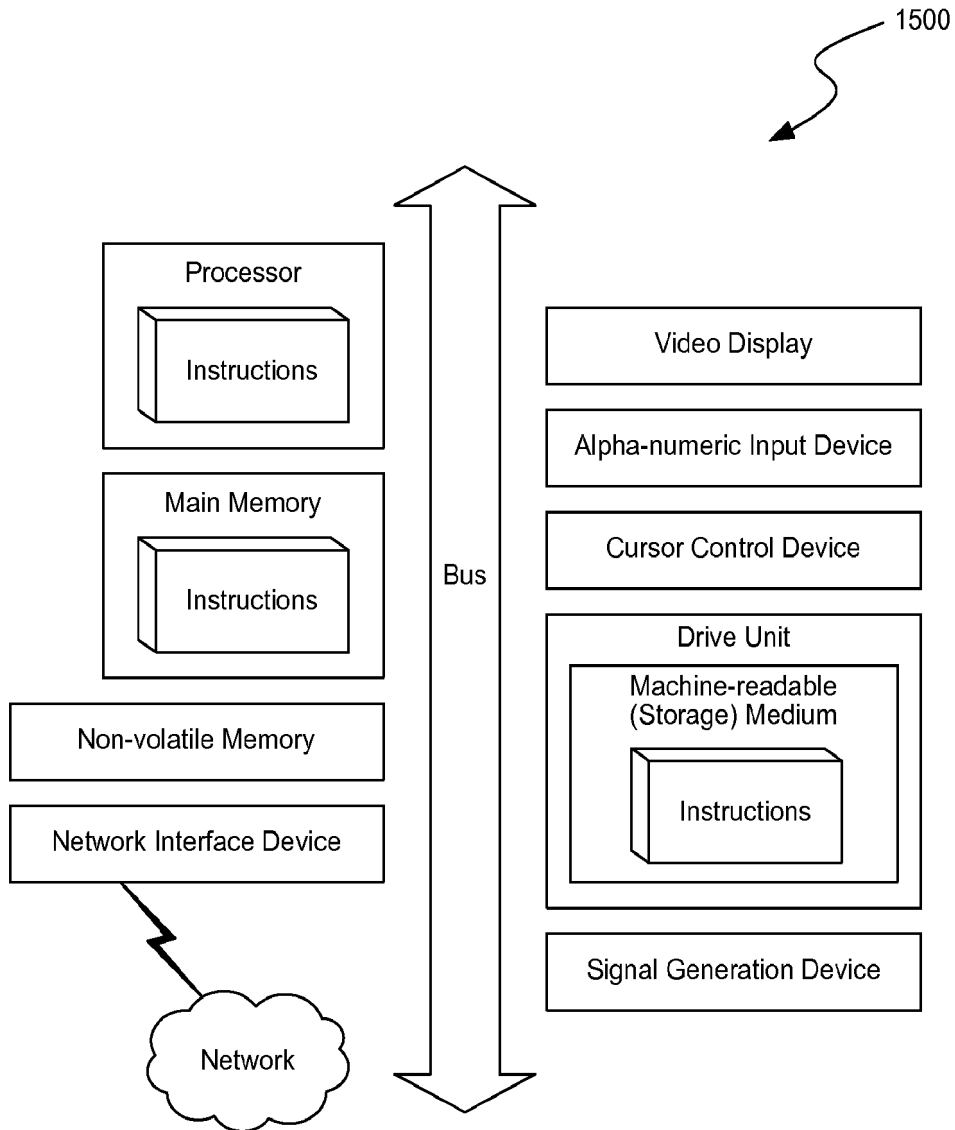 1500
Processor
Instructions
Main Memory
Instructions
Non-volatile Memory
Network Interface Device
Network
Bus
Video Display
Alpha-numeric Input Device
Cursor Control Device
Drive Unit
Machine-readable
(Storage) Medium
Instructions
Signal Generation Device